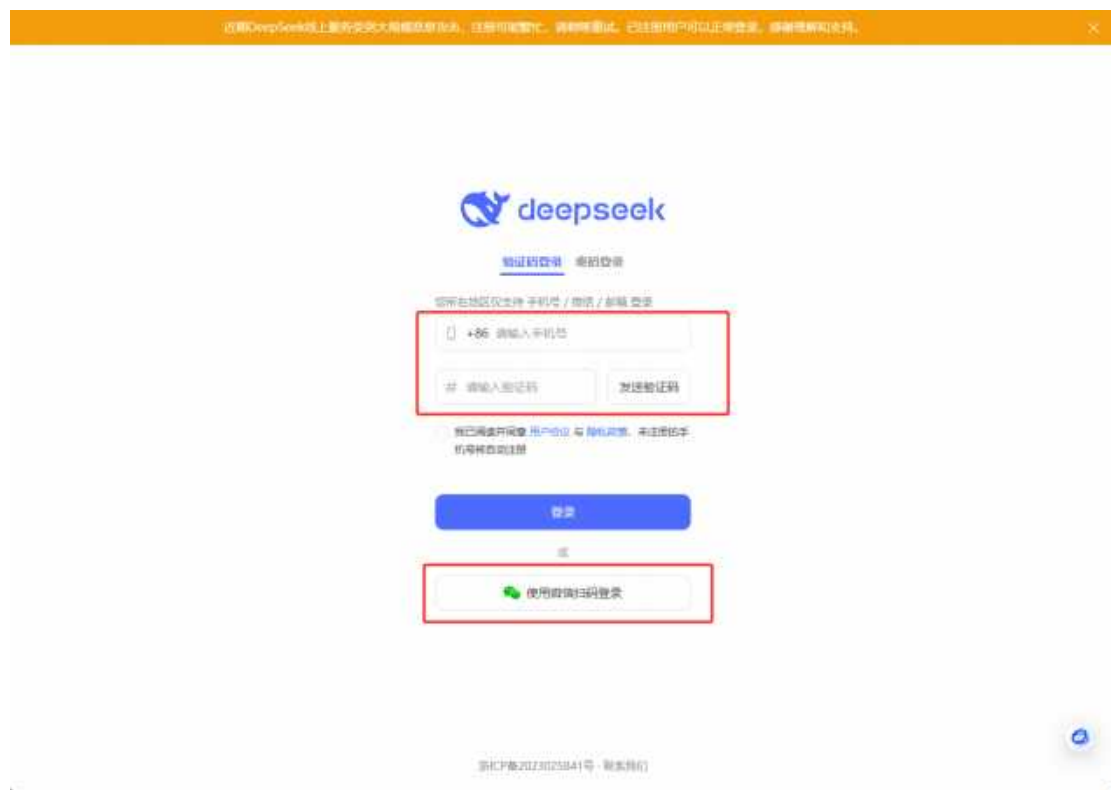 近期DeepSeek线上服务受到大规模恶意攻击，注册可能繁忙，请稍候重试。已注册用户可以正常登录，感谢理解和支持。
deepseek
验证码登录 密码登录
您所在地区仅支持 手机号 / 微信 / 邮箱 登录
+86 请输入手机号
# 请输入验证码 发送验证码
我已阅读并同意 用户协议 与 隐私政策，未注册的手
机号将自动注册
登录
或
使用微信扫码登录
浙ICP备2023025841号 · 联系我们